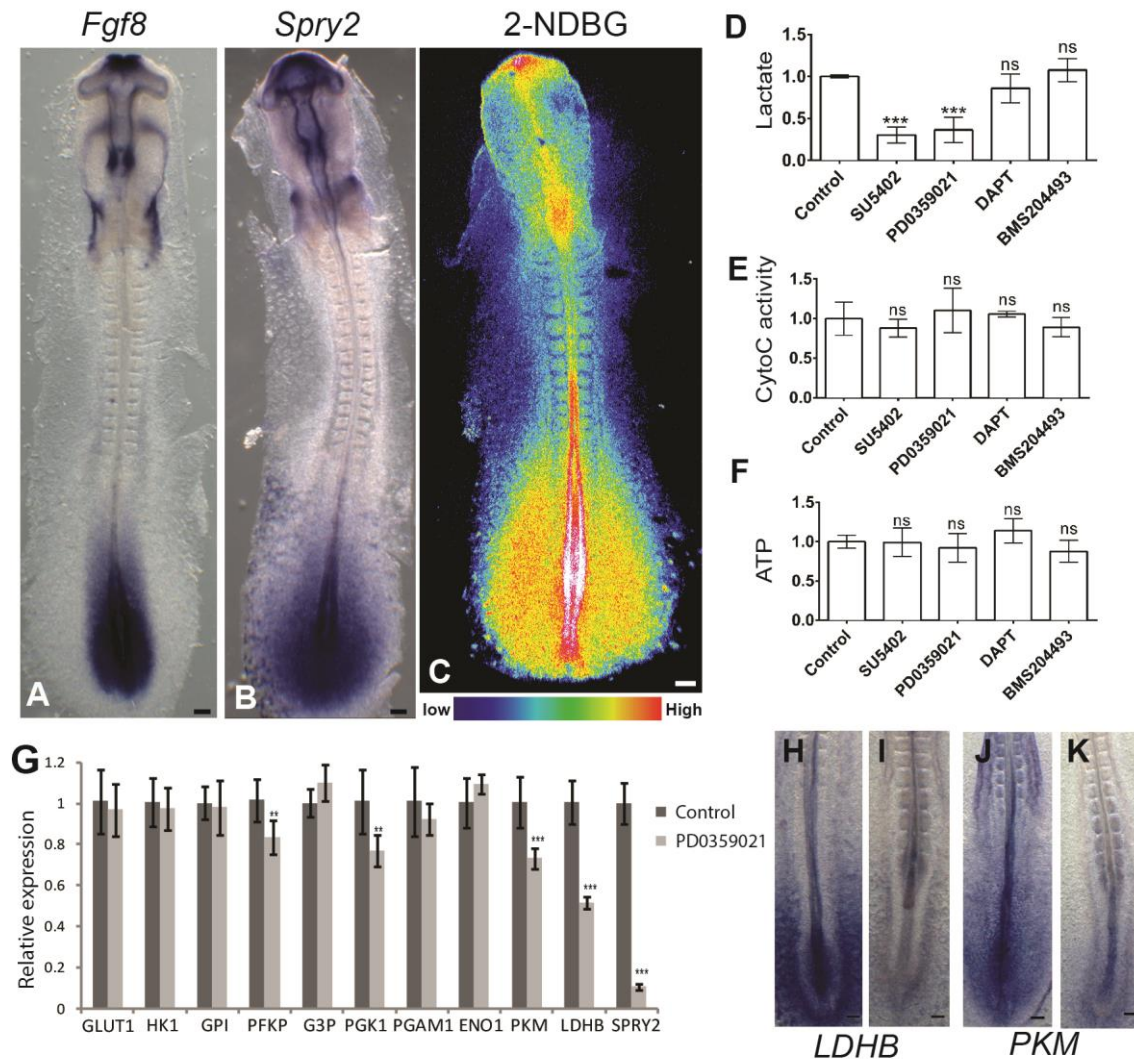 Fgf8
Spry2
2-NDBG
A
B
C
low
High
D
Lactate
1.5
1.0
0.5
0.0
***
***
ns
ns
Control
SU5402
PD0359021
DAPT
BMS204493
E
CytoC activity
1.5
1.0
0.5
0.0
ns
ns
ns
ns
Control
SU5402
PD0359021
DAPT
BMS204493
F
ATP
1.5
1.0
0.5
0.0
ns
ns
ns
ns
Control
SU5402
PD0359021
DAPT
BMS204493
G
Relative expression
1.2
1
0.8
0.6
0.4
0.2
0
**
**
***
***
***
Control
PD0359021
GLUT1 HK1 GPI PFKP G3P PGK1 PGAM1 ENO1 PKM LDHB SPRY2
H
I
J
K
LDHB
PKM